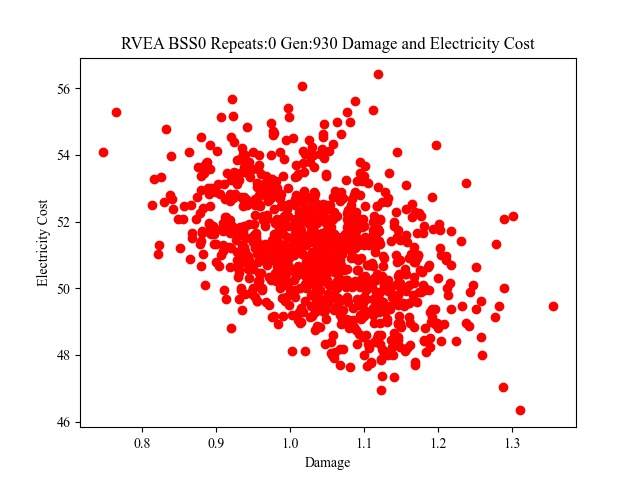 RVEA BSS0 Repeats:0 Gen:930 Damage and Electricity Cost
56
54
52
50
48
46
Electricity Cost
0.8 0.9 1.0 1.1 1.2 1.3
Damage